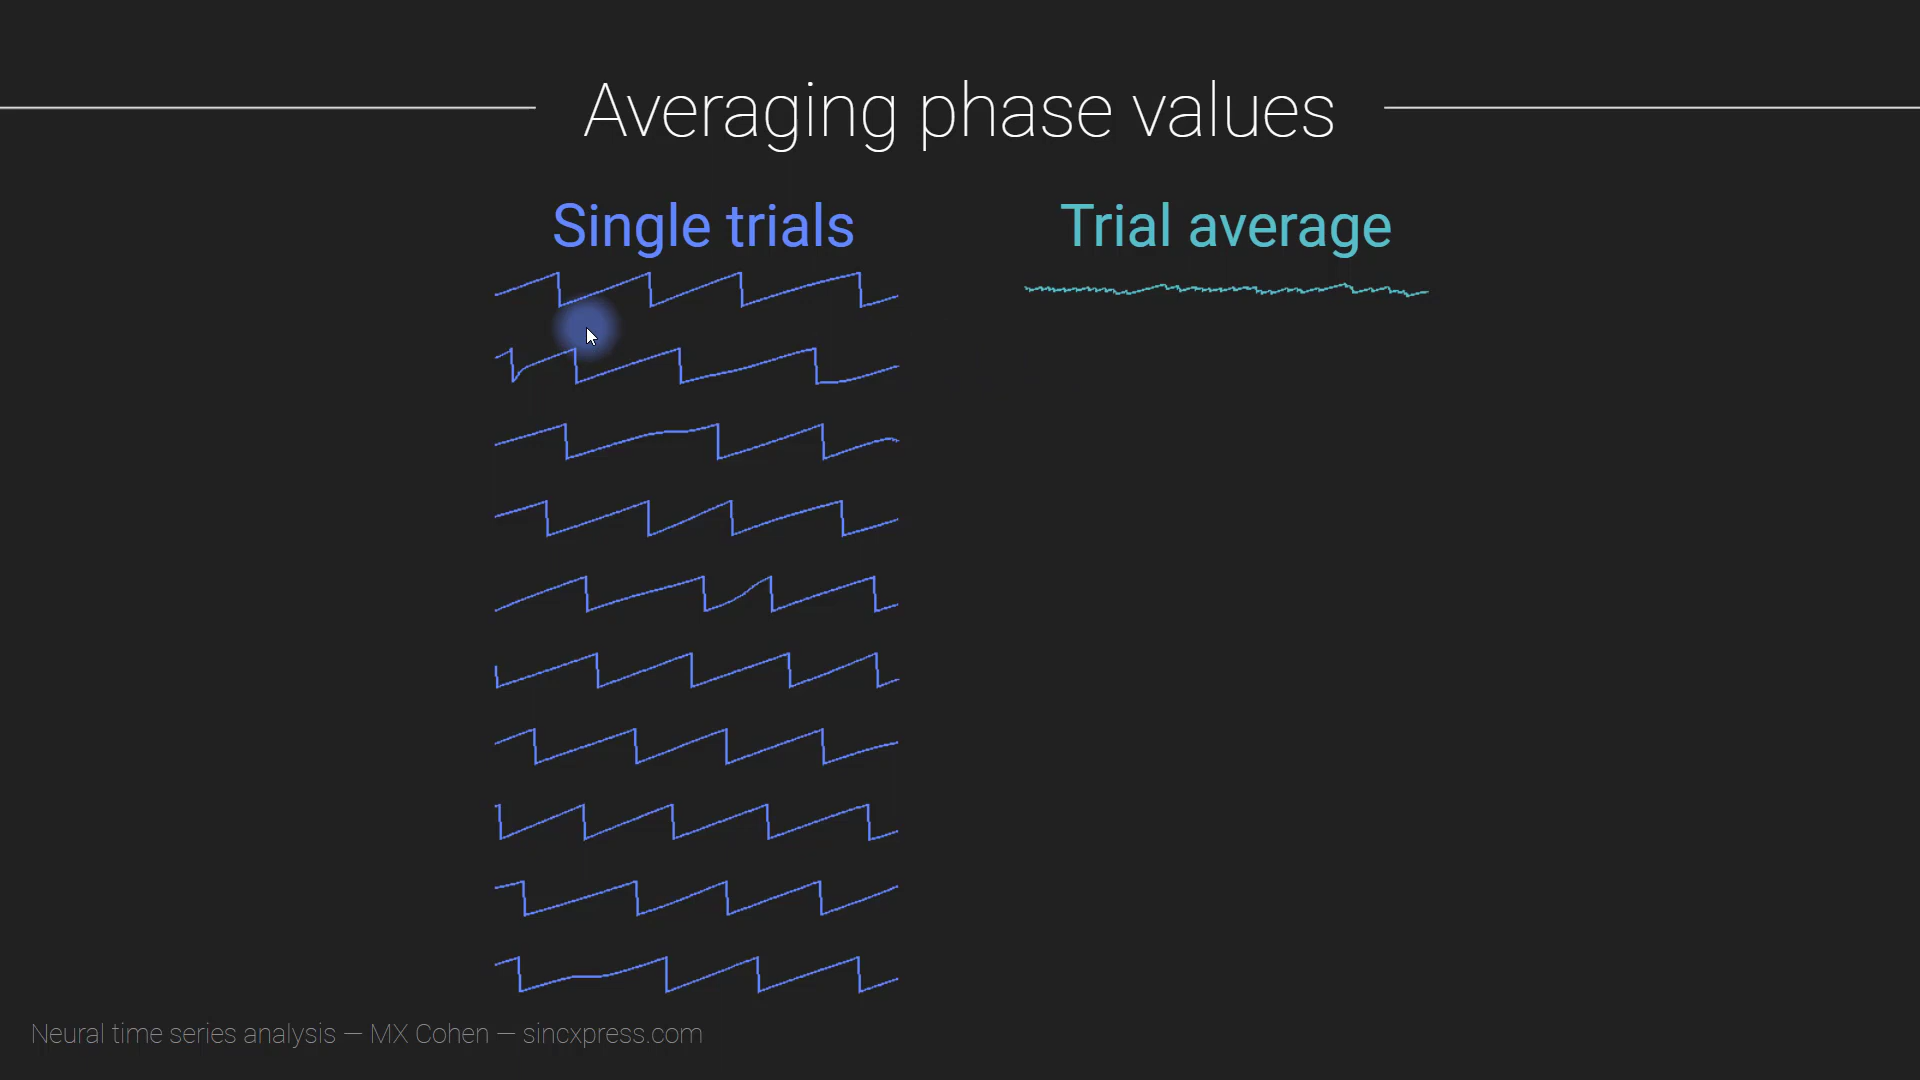 Averaging phase values
Single trials
Trial average
Neural time series analysis — MX Cohen — sincxpress.com